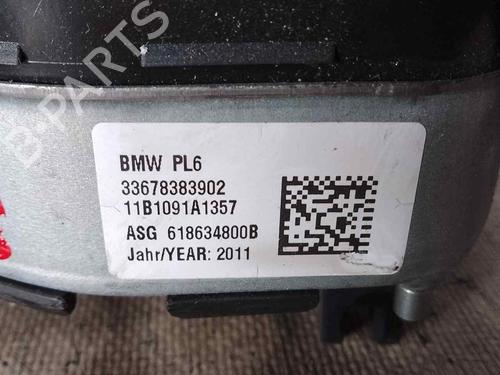 B-PARTS
BMW PL6
33678383902
11B1091A1357
ASG 618634800B
Jahr/YEAR: 2011